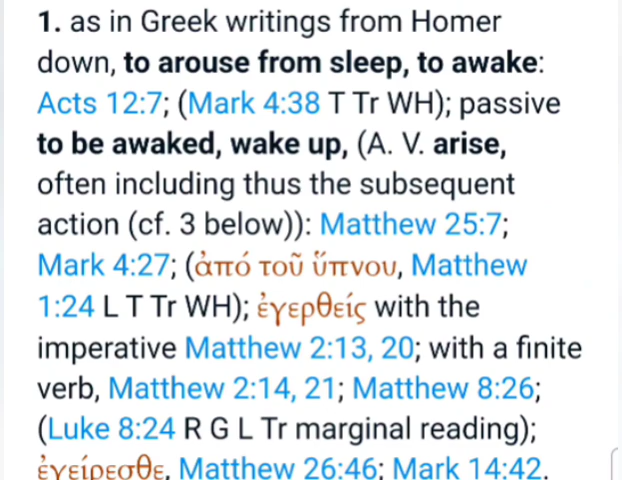 1. as in Greek writings from Homer
down, to arouse from sleep, to awake:
Acts 12:7; (Mark 4:38 T Tr WH); passive
to be awaked, wake up, (A. V. arise,
often including thus the subsequent
action (cf. 3 below)): Matthew 25:7;
Mark 4:27; (ἀπό τοῦ ὕπνου, Matthew
1:24 L T Tr WH); ἐγερθείς with the
imperative Matthew 2:13, 20; with a finite
verb, Matthew 2:14, 21; Matthew 8:26;
(Luke 8:24 R G L Tr marginal reading);
ἐγείρεσθε, Matthew 26:46; Mark 14:42.